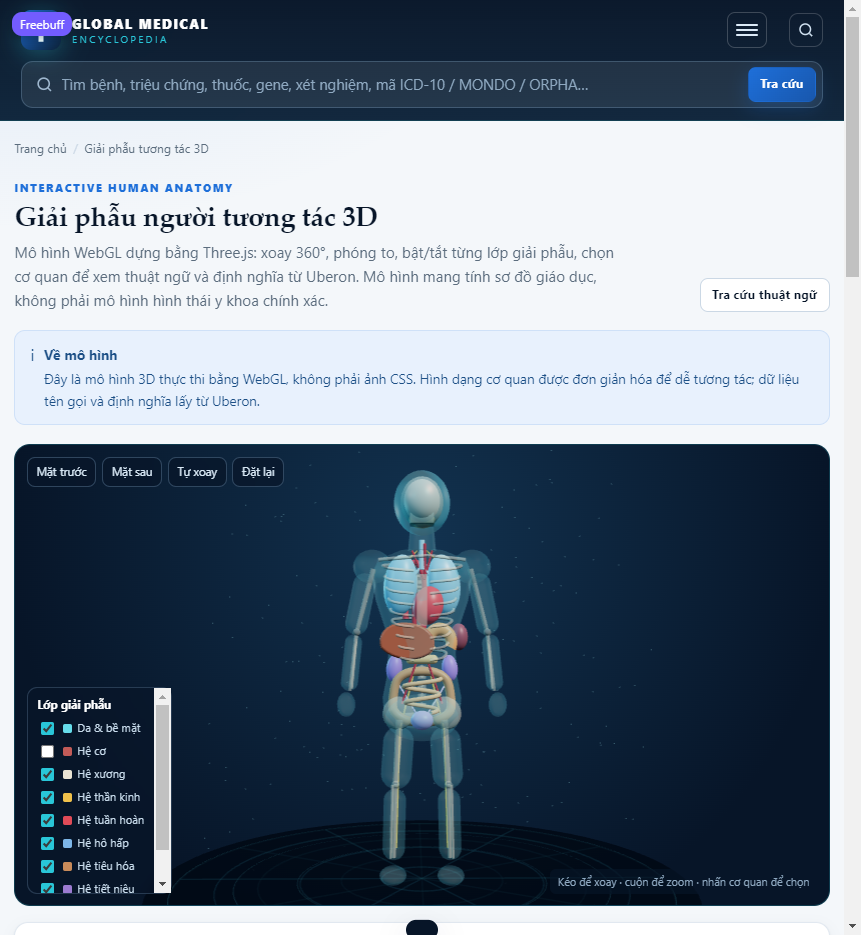 Freebuff
GLOBAL MEDICAL
ENCYCLOPEDIA
Tìm bệnh, triệu chứng, thuốc, gene, xét nghiệm, mã ICD-10 / MONDO / ORPHA...
Tra cứu
Trang chủ / Giải phẫu tương tác 3D
INTERACTIVE HUMAN ANATOMY
Giải phẫu người tương tác 3D
Mô hình WebGL dựng bằng Three.js: xoay 360°, phóng to, bật/tắt từng lớp giải phẫu, chọn
cơ quan để xem thuật ngữ và định nghĩa từ Uberon. Mô hình mang tính sơ đồ giáo dục,
không phải mô hình hình thái y khoa chính xác.
Tra cứu thuật ngữ
i Về mô hình
Đây là mô hình 3D thực thi bằng WebGL, không phải ảnh CSS. Hình dạng cơ quan được đơn giản hóa để dễ tương tác; dữ liệu
tên gọi và định nghĩa lấy từ Uberon.
Mặt trước
Mặt sau
Tự xoay
Đặt lại
Lớp giải phẫu
Da & bề mặt
Hệ cơ
Hệ xương
Hệ thần kinh
Hệ tuần hoàn
Hệ hô hấp
Hệ tiêu hóa
Hệ tiết niệu
Kéo để xoay · cuộn để zoom · nhấn cơ quan để chọn